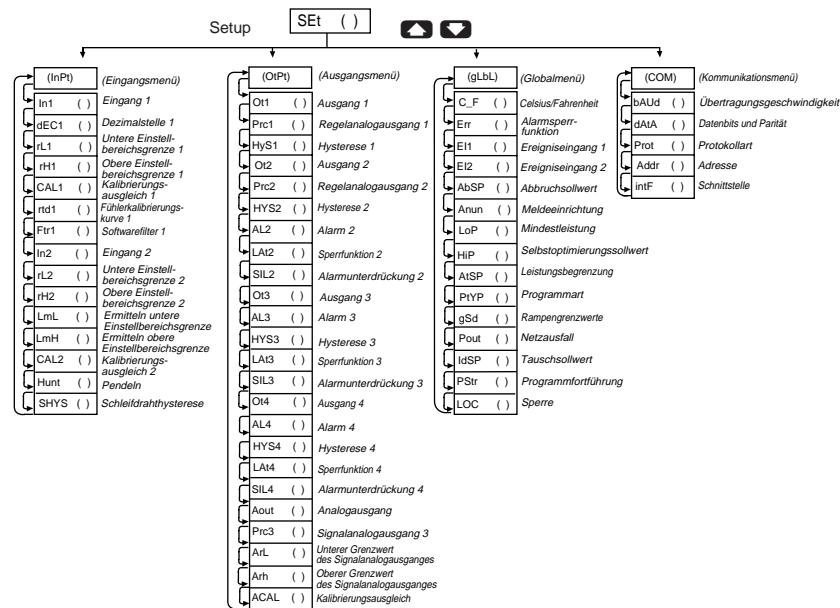 Setup
SEt ( )
(InPt) (Eingangsmenü)
In1 ( ) Eingang 1
dEC1 ( ) Dezimalstelle 1
rL1 ( ) Untere Einstell-
bereichsgrenze 1
rH1 ( ) Obere Einstell-
bereichsgrenze 1
CAL1 ( ) Kalibrierungs-
ausgleich 1
rtd1 ( ) Fühlerkalibrierungs-
kurve 1
Ftr1 ( ) Softwarefilter 1
In2 ( ) Eingang 2
rL2 ( ) Untere Einstell-
bereichsgrenze 2
rH2 ( ) Obere Einstell-
bereichsgrenze 2
LmL ( ) Ermitteln untere
Einstellbereichsgrenze
LmH ( ) Ermitteln obere
Einstellbereichsgrenze
CAL2 ( ) Kalibrierungs-
ausgleich 2
Hunt ( ) Pendeln
SHYS ( ) Schleifdrahthysterese
(OtPt) (Ausgangsmenü)
Ot1 ( ) Ausgang 1
Prc1 ( ) Regelanalogausgang 1
HyS1 ( ) Hysterese 1
Ot2 ( ) Ausgang 2
Prc2 ( ) Regelanalogausgang 2
HYS2 ( ) Hysterese 2
AL2 ( ) Alarm 2
LAt2 ( ) Sperrfunktion 2
SIL2 ( ) Alarmunterdrückung 2
Ot3 ( ) Ausgang 3
AL3 ( ) Alarm 3
HYS3 ( ) Hysterese 3
LAt3 ( ) Sperrfunktion 3
SIL3 ( ) Alarmunterdrückung 3
Ot4 ( ) Ausgang 4
AL4 ( ) Alarm 4
HYS4 ( ) Hysterese 4
LAt4 ( ) Sperrfunktion 4
SIL4 ( ) Alarmunterdrückung 4
Aout ( ) Analogausgang
Prc3 ( ) Signalanalogausgang 3
ArL ( ) Unterer Grenzwert
des Signalanalogausganges
Arh ( ) Oberer Grenzwert
des Signalanalogausganges
ACAL ( ) Kalibrierungsausgleich
(gLbL) (Globalmenü)
C_F ( ) Celsius/Fahrenheit
Err ( ) Alarmsperr-
funktion
EI1 ( ) Ereigniseingang 1
EI2 ( ) Ereigniseingang 2
AbSP ( ) Abbruchsollwert
Anun ( ) Meldeeinrichtung
LoP ( ) Mindestleistung
HiP ( ) Selbstoptimierungssollwert
AtSP ( ) Leistungsbegrenzung
PtYP ( ) Programmart
gSd ( ) Rampengrenzwerte
Pout ( ) Netzausfall
IdSP ( ) Tauschsollwert
PStr ( ) Programmfortführung
LOC ( ) Sperre
(COM) (Kommunikationsmenü)
bAUd ( ) Übertragungsgeschwindigkeit
dAtA ( ) Datenbits und Parität
Prot ( ) Protokollart
Addr ( ) Adresse
intF ( ) Schnittstelle